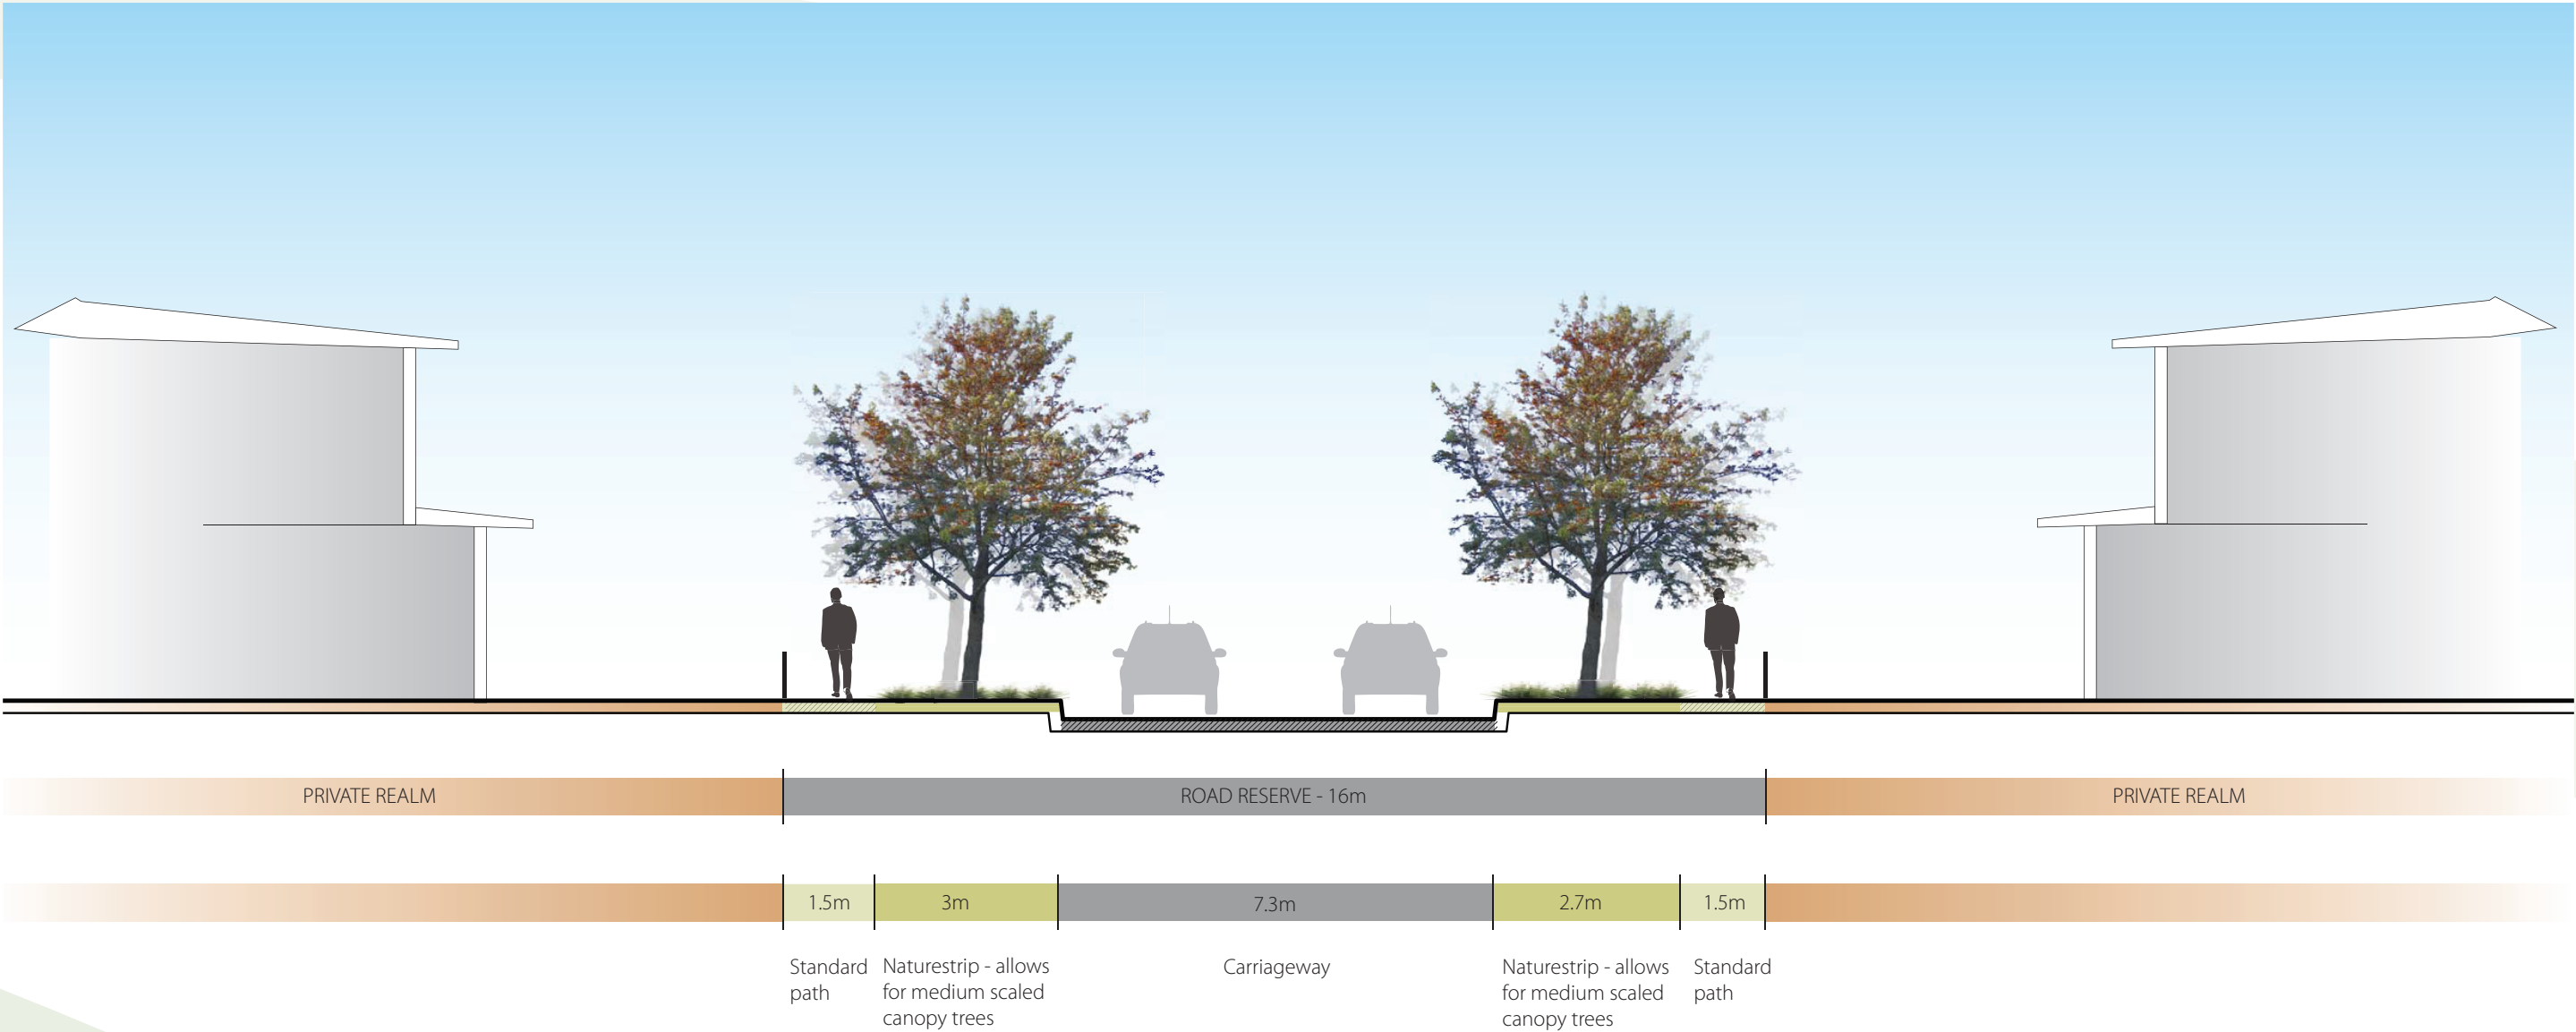 PRIVATE REALM
ROAD RESERVE - 16m
PRIVATE REALM
1.5m
3m
7.3m
2.7m
1.5m
Standard
path
Naturestrip - allows
for medium scaled
canopy trees
Carriageway
Naturestrip - allows
for medium scaled
canopy trees
Standard
path